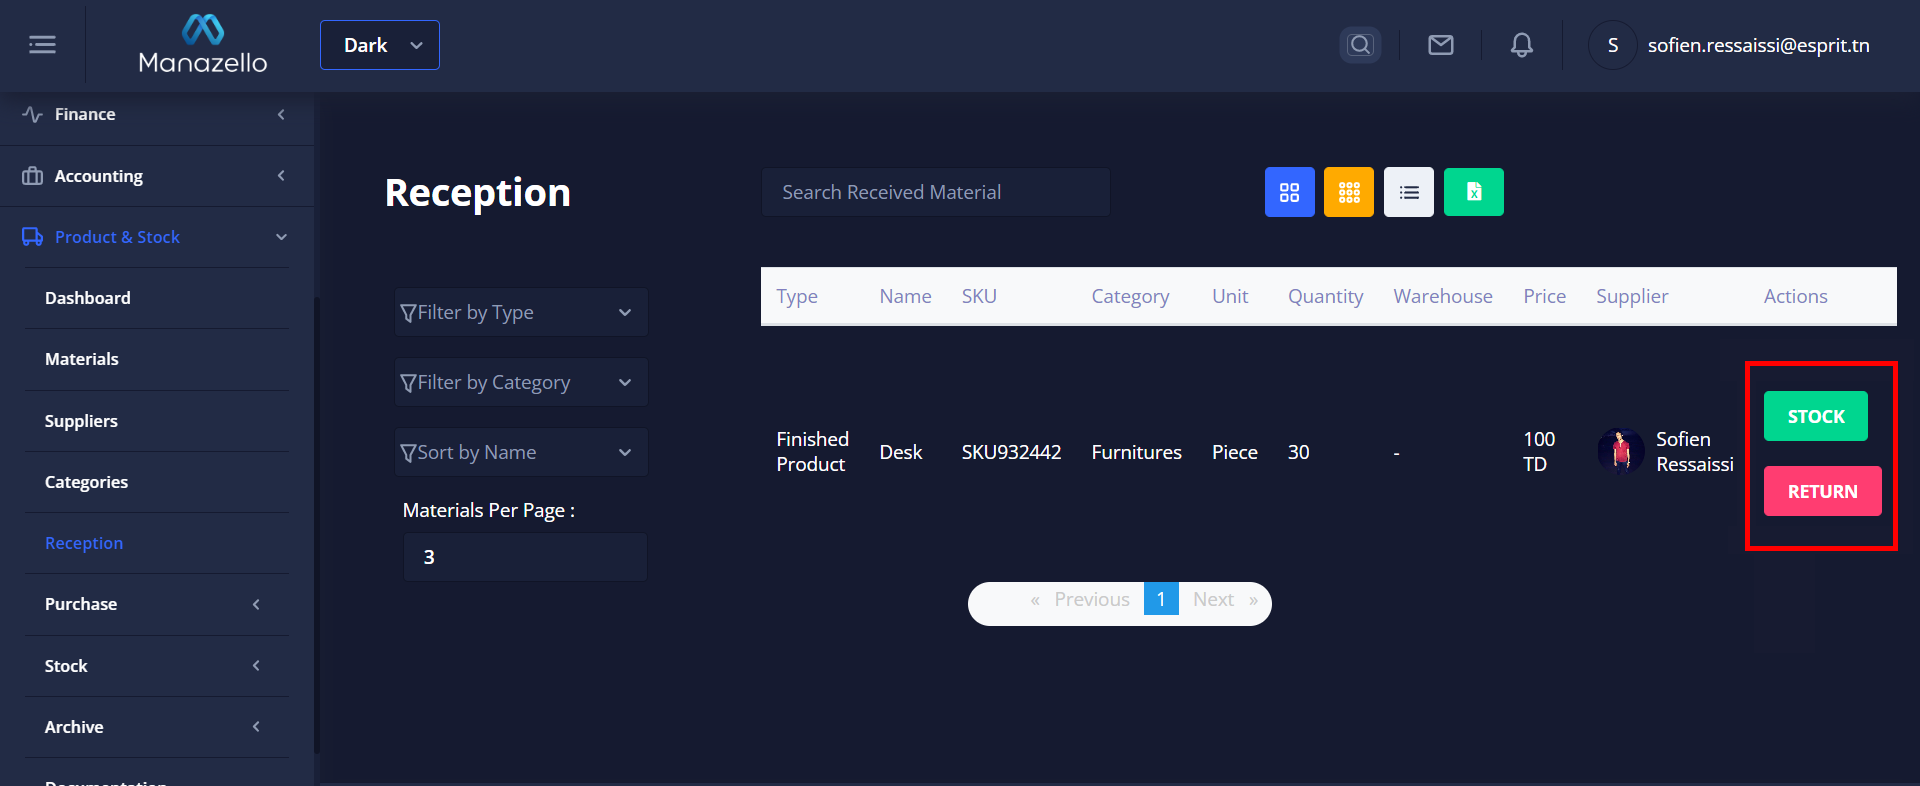 Manazello
Dark
S
sofien.ressaissi@esprit.tn
Finance
Accounting
Product & Stock
Dashboard
Materials
Suppliers
Categories
Reception
Purchase
Stock
Archive
Documentation
Reception
Search Received Material
Filter by Type
Filter by Category
Sort by Name
Materials Per Page :
3
Type Name SKU Category Unit Quantity Warehouse Price Supplier Actions
Finished Product Desk SKU932442 Furnitures Piece 30 - 100 TD Sofien Ressaissi
STOCK
RETURN
« Previous 1 Next »